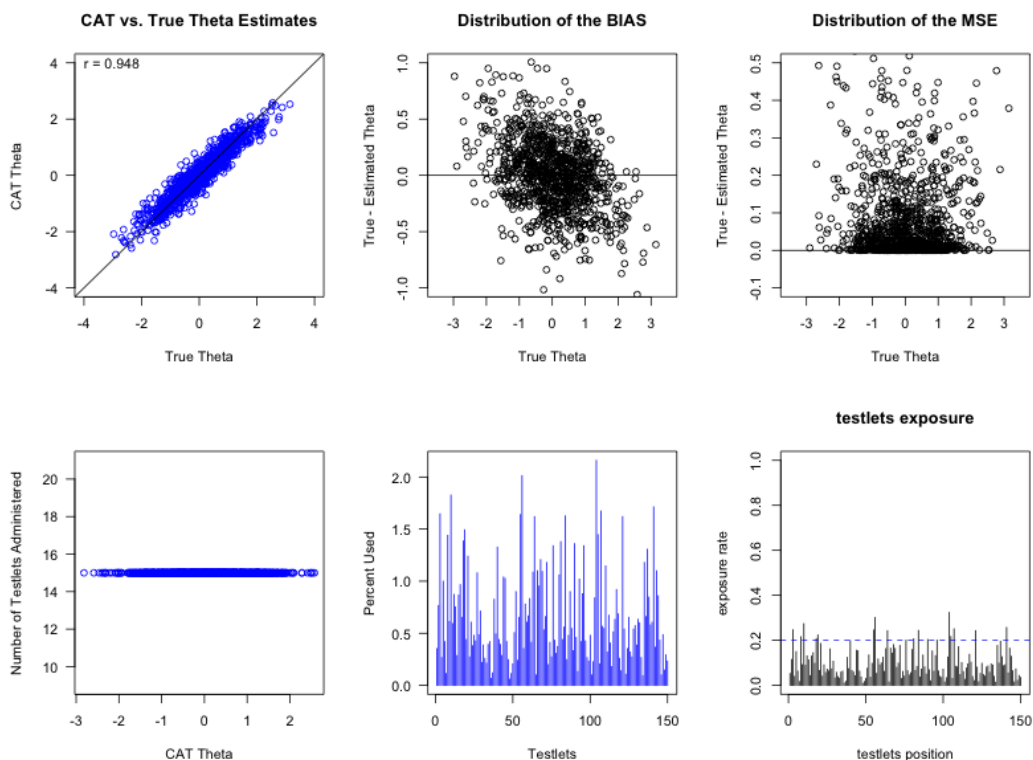 CAT vs. True Theta Estimates
r = 0.948
CAT Theta
4
2
0
-2
-4
-4 -2 0 2 4
True Theta
Distribution of the BIAS
True - Estimated Theta
1.0
0.5
0.0
-0.5
-1.0
-3 -2 -1 0 1 2 3
True Theta
Distribution of the MSE
True - Estimated Theta
0.5
0.4
0.3
0.2
0.1
0.0
-0.1
-3 -2 -1 0 1 2 3
True Theta
Number of Testlets Administered
20
18
16
14
12
10
-3 -2 -1 0 1 2
CAT Theta
Percent Used
2.0
1.5
1.0
0.5
0.0
0 50 100 150
Testlets
testlets exposure
exposure rate
1.0
0.8
0.6
0.4
0.2
0.0
0 50 100 150
testlets position